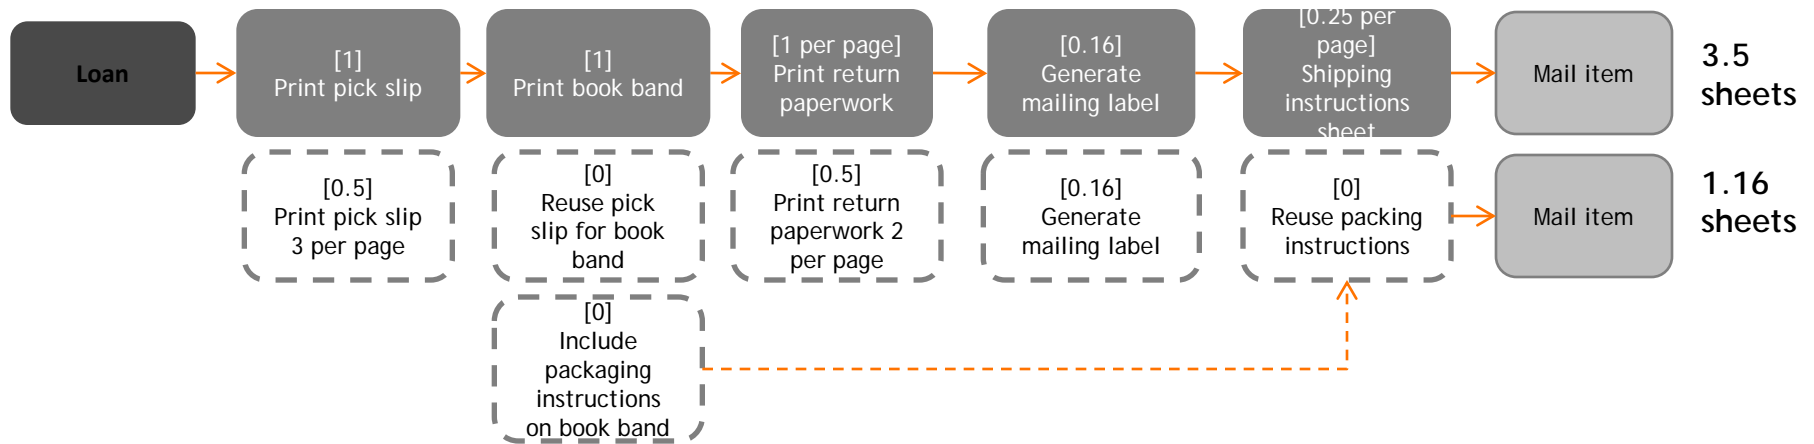 Loan
[1]
Print pick slip
[1]
Print book band
[1 per page]
Print return
paperwork
[0.16]
Generate
mailing label
[0.25 per
page]
Shipping
instructions
sheet
Mail item
3.5
sheets
[0.5]
Print pick slip
3 per page
[0]
Reuse pick
slip for book
band
[0.5]
Print return
paperwork 2
per page
[0.16]
Generate
mailing label
[0]
Reuse packing
instructions
Mail item
1.16
sheets
[0]
Include
packaging
instructions
on book band